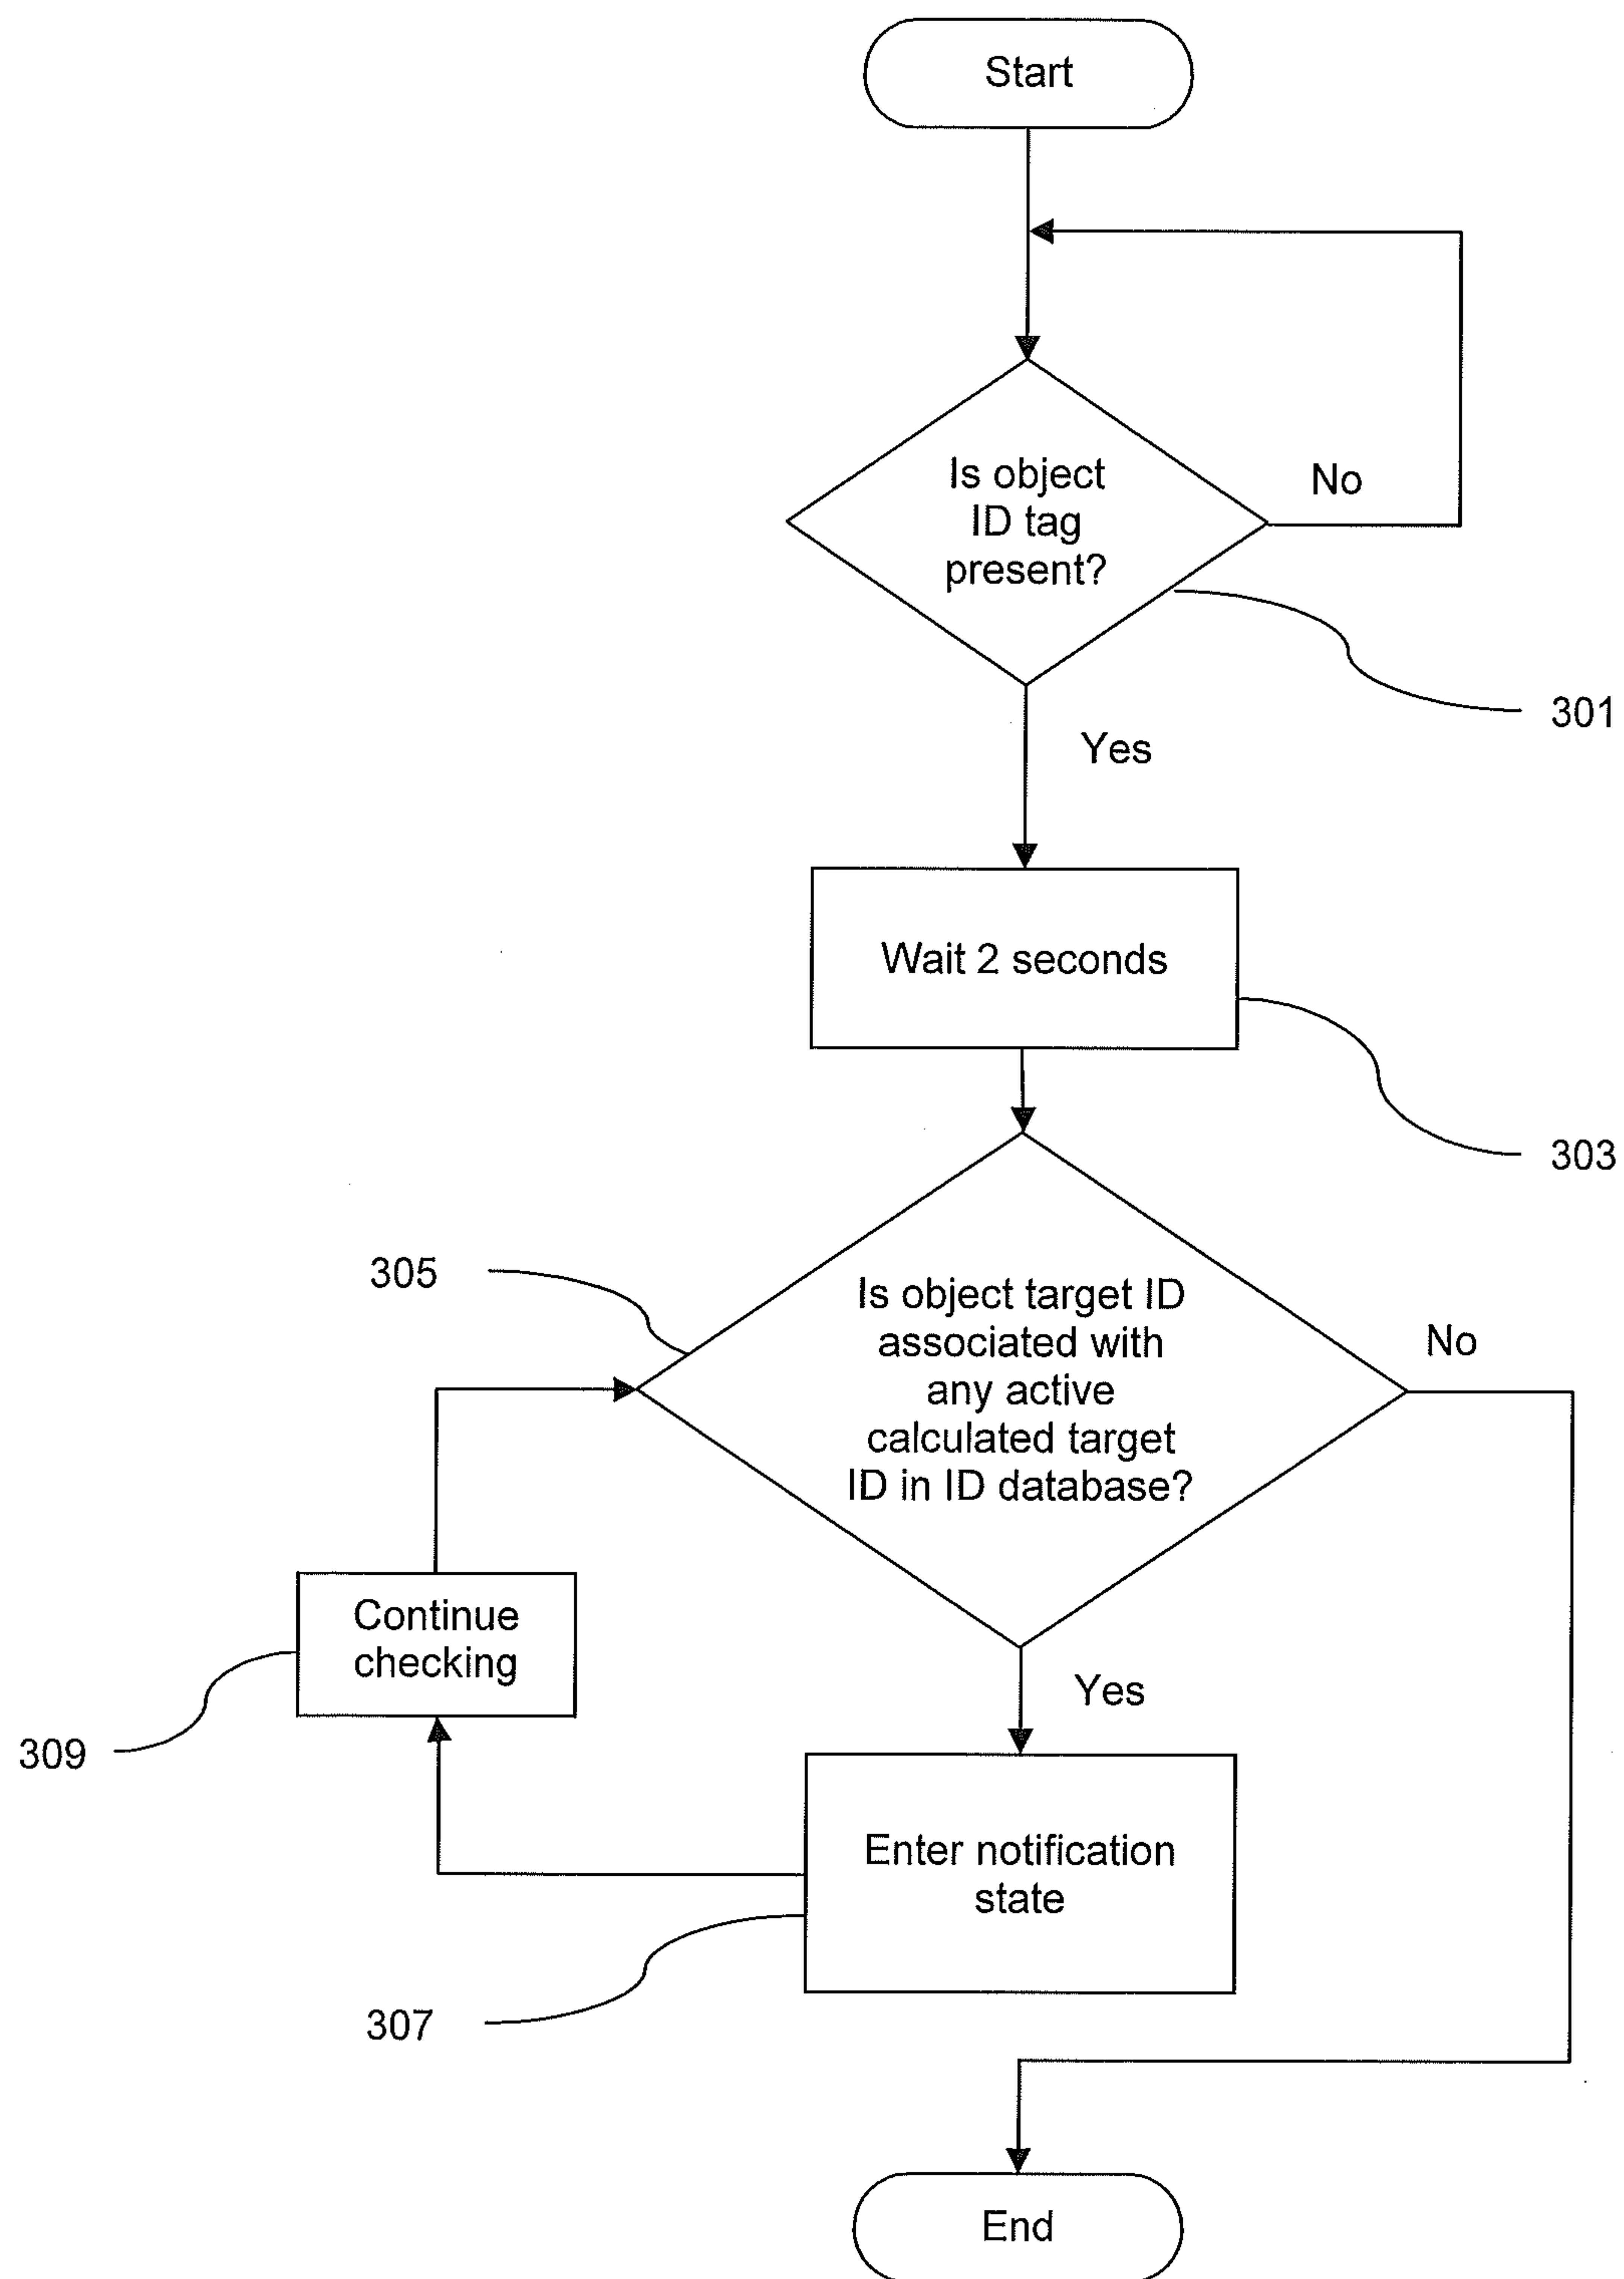 Start
Is object
ID tag
present?
No
301
Yes
Wait 2 seconds
303
305
Is object target ID
associated with
any active
calculated target
ID in ID database?
No
Continue
checking
309
Yes
Enter notification
state
307
End